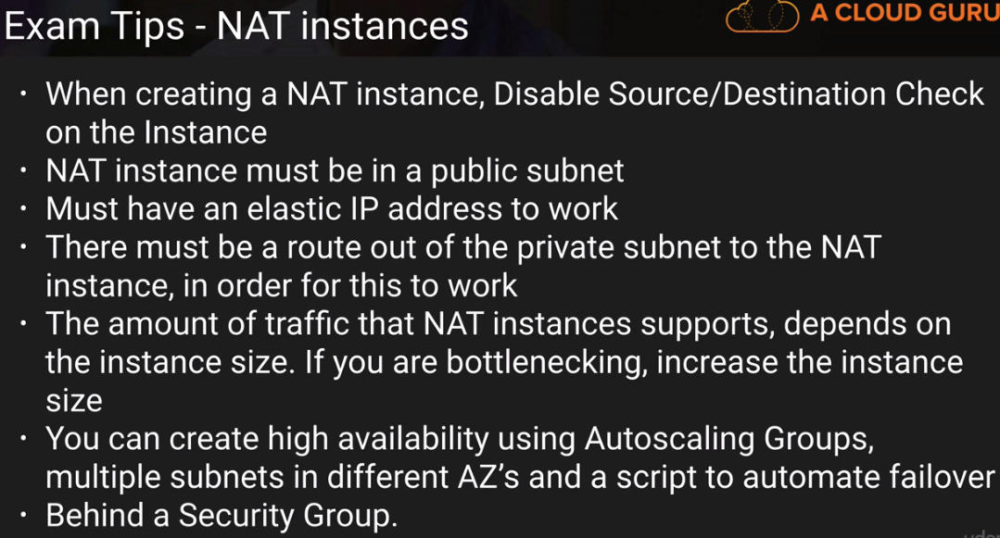 Exam Tips - NAT instances
A CLOUD GURU
• When creating a NAT instance, Disable Source/Destination Check
on the Instance
• NAT instance must be in a public subnet
• Must have an elastic IP address to work
• There must be a route out of the private subnet to the NAT
instance, in order for this to work
• The amount of traffic that NAT instances supports, depends on
the instance size. If you are bottlenecking, increase the instance
size
• You can create high availability using Autoscaling Groups,
multiple subnets in different AZ's and a script to automate failover
• Behind a Security Group.